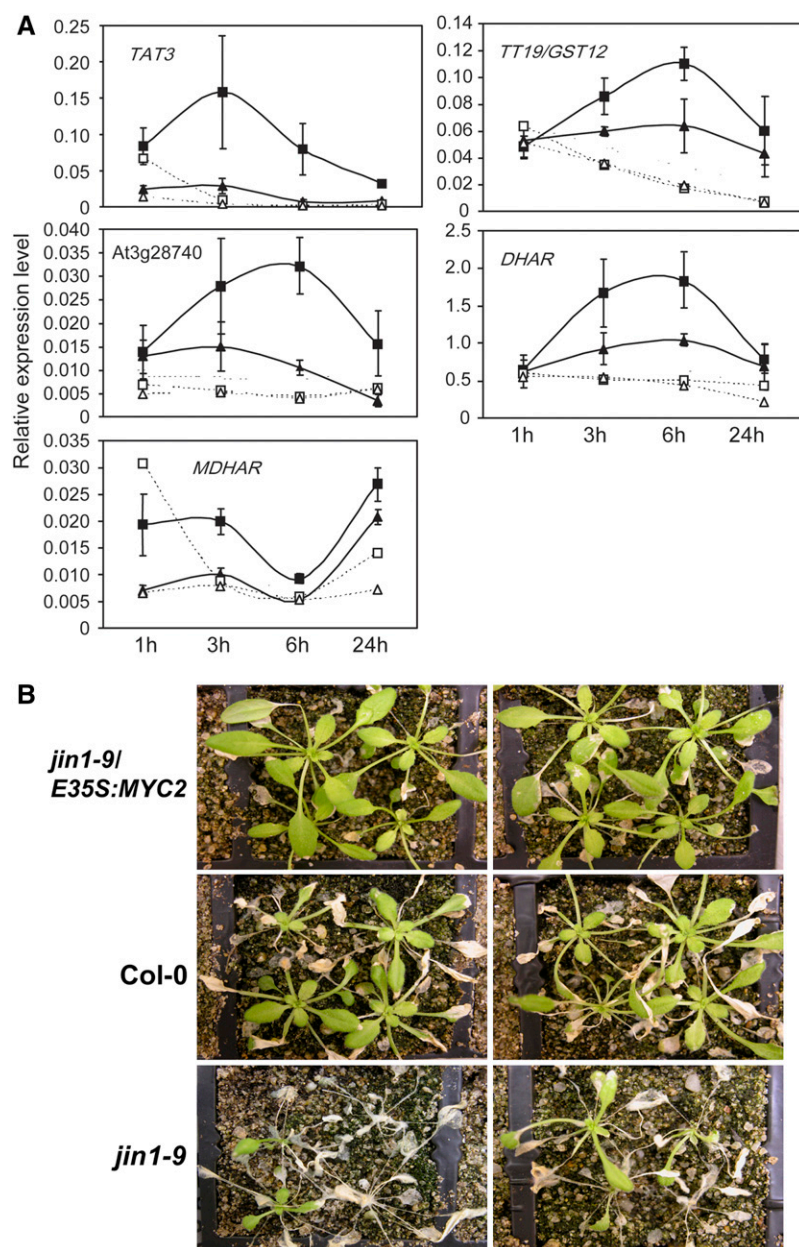 A
Relative expression level
TAT3
0.25
0.20
0.15
0.10
0.05
0
TT19/GST12
0.14
0.12
0.10
0.08
0.06
0.04
0.02
0
At3g28740
0.040
0.035
0.030
0.025
0.020
0.015
0.010
0.005
0
DHAR
2.5
2.0
1.5
1.0
0.5
0
1h 3h 6h 24h
MDHAR
0.035
0.030
0.025
0.020
0.015
0.010
0.005
0
1h 3h 6h 24h
B
jin1-9/
E35S:MYC2
Col-0
jin1-9